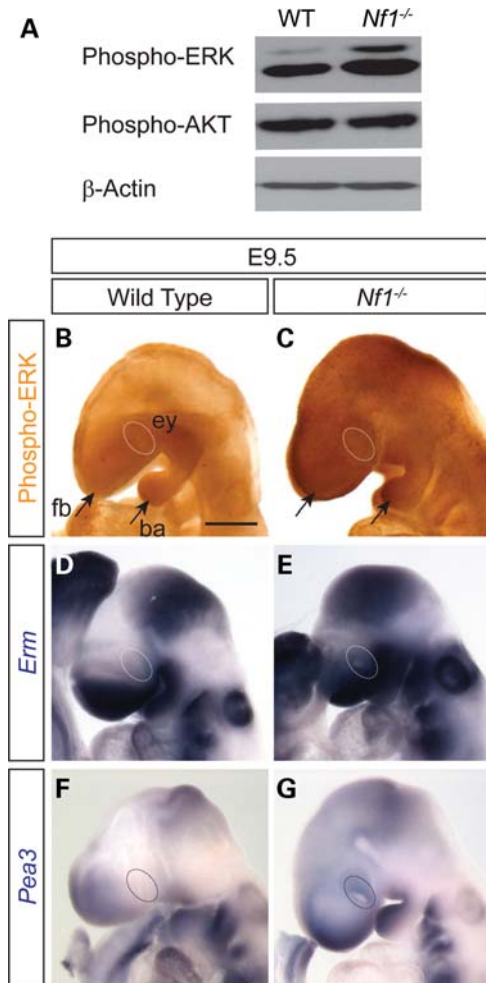 A
WT Nf1-/-
Phospho-ERK
Phospho-AKT
β-Actin
E9.5
Wild Type Nf1-/-
Phospho-ERK
B
ey
fb
ba
C
Erm
D
E
Pea3
F
G